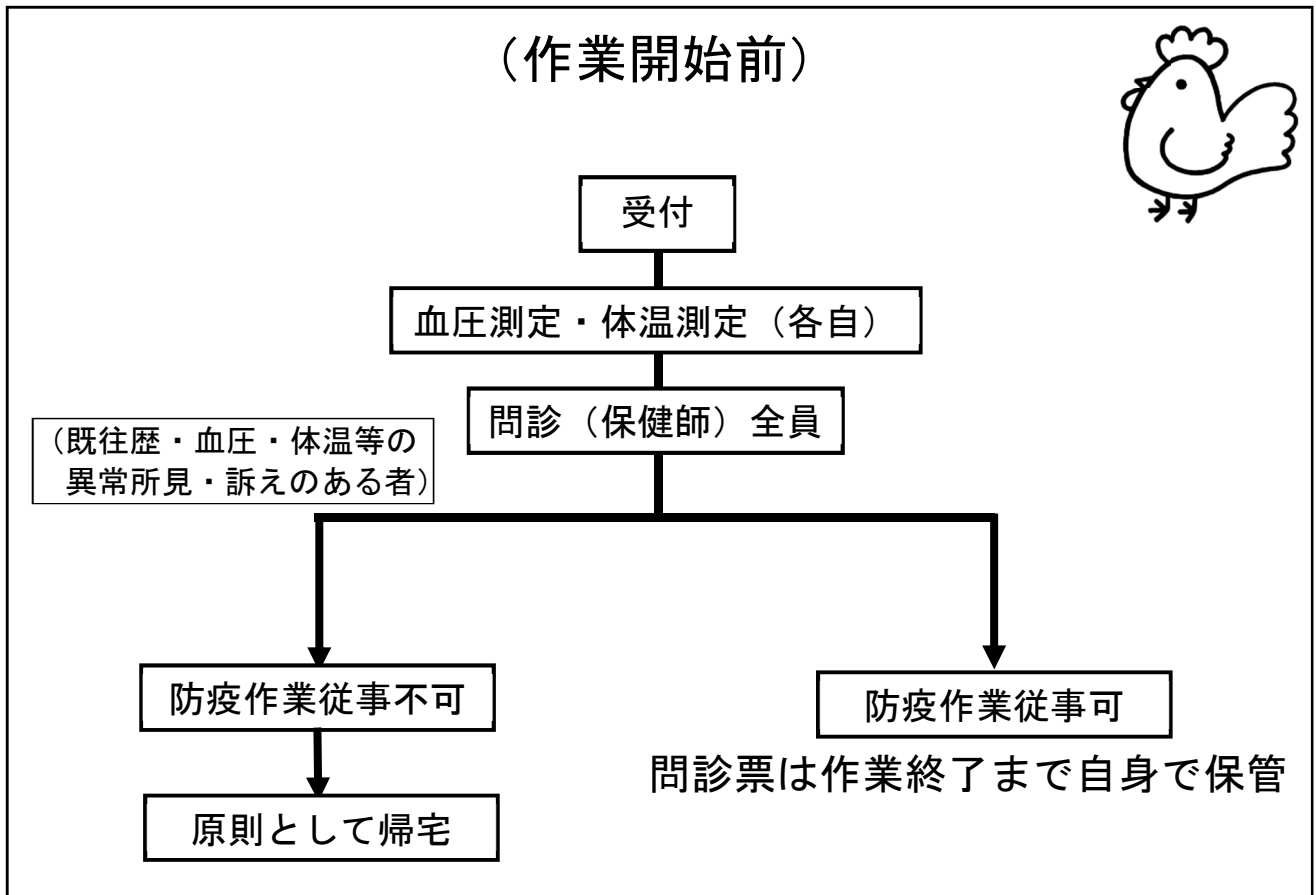 （作業開始前）
受付
血圧測定・体温測定（各自）
問診（保健師）全員
（既往歴・血圧・体温等の
異常所見・訴えのある者）
防疫作業従事不可
防疫作業従事可
問診票は作業終了まで自身で保管
原則として帰宅